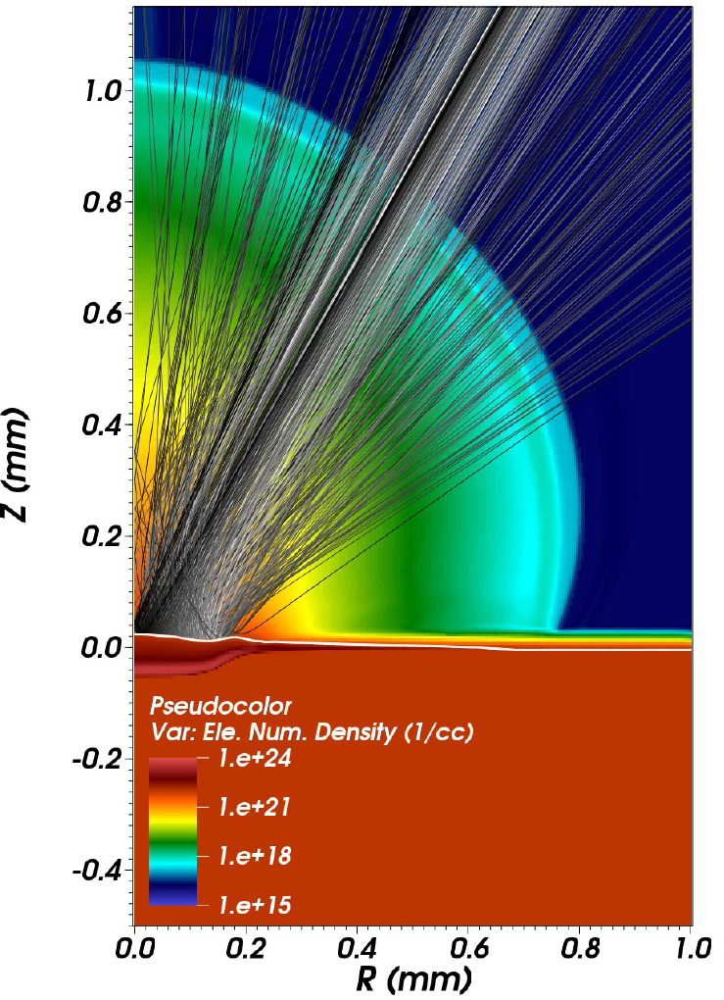 1.0
0.8
0.6
0.4
0.2
0.0
-0.2
-0.4
Z (mm)
Pseudocolor
Var: Ele. Num. Density (1/cc)
1.e+24
1.e+21
1.e+18
1.e+15
0.0 0.2 0.4 0.6 0.8 1.0
R (mm)